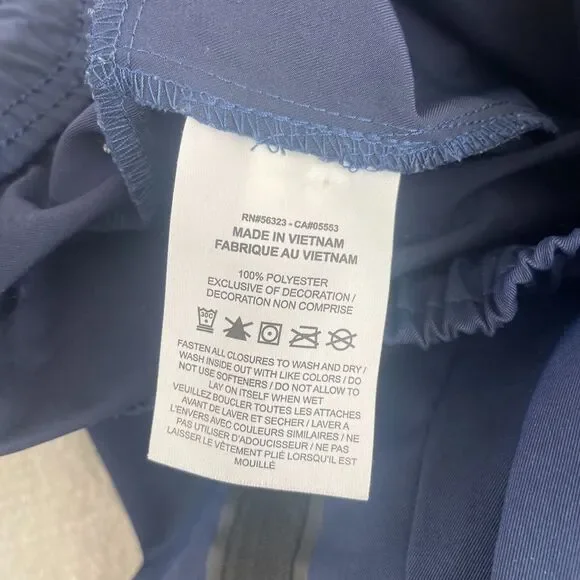 RN#56323 - CA#05553
MADE IN VIETNAM
FABRIQUE AU VIETNAM
100% POLYESTER
EXCLUSIVE OF DECORATION /
DECORATION NON COMPRISE
30C
FASTEN ALL CLOSURES TO WASH AND DRY /
WASH INSIDE OUT WITH LIKE COLORS / DO
NOT USE SOFTENERS / DO NOT ALLOW TO
LAY ON ITSELF WHEN WET
VEUILLEZ BOUCLER TOUTES LES ATTACHES
AVANT DE LAVER ET SECHER / LAVER A
L'ENVERS AVEC COULEURS SIMILAIRES / NE
PAS UTILISER D'ADOUCISSEUR / NE PAS
LAISSER LE VÊTEMENT PLIÉ LORSQU'IL EST
MOUILLÉ